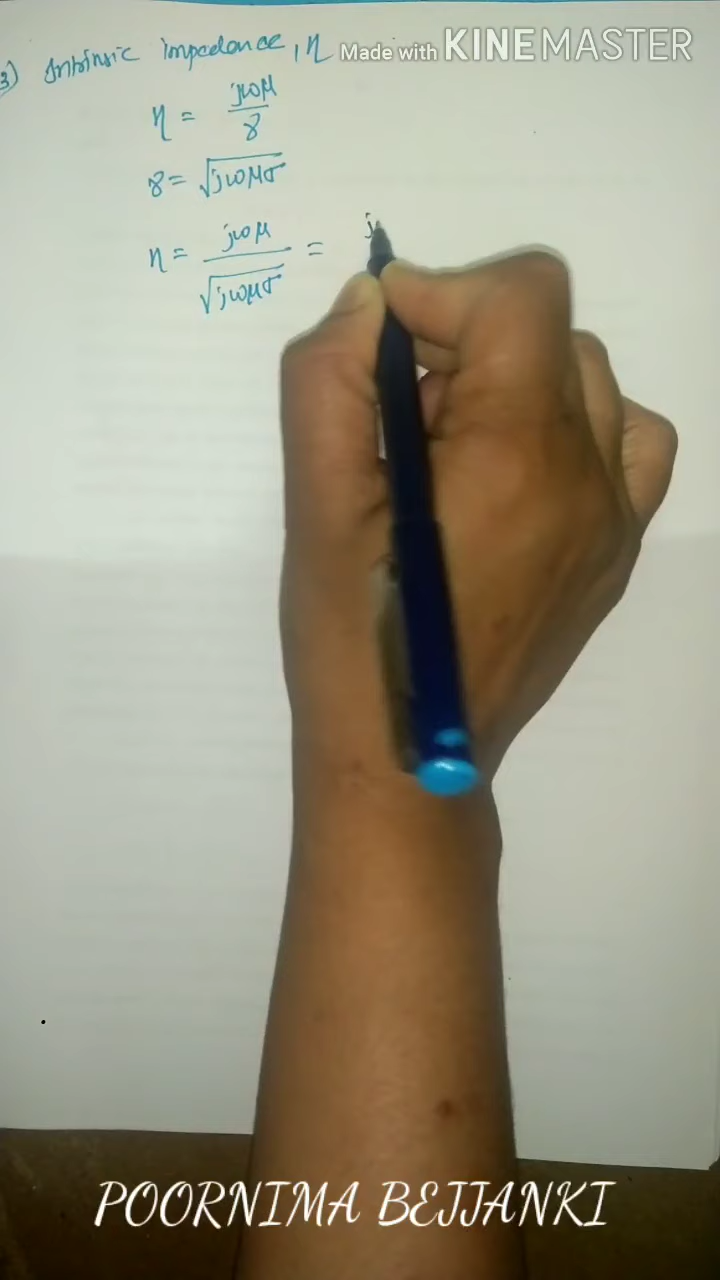 3) Intrinsic impedance, η
Made with KINEMASTER
η = jωμ / γ
γ = √jωμσ
η = jωμ / √jωμσ = j
POORNIMA BEJJANKI